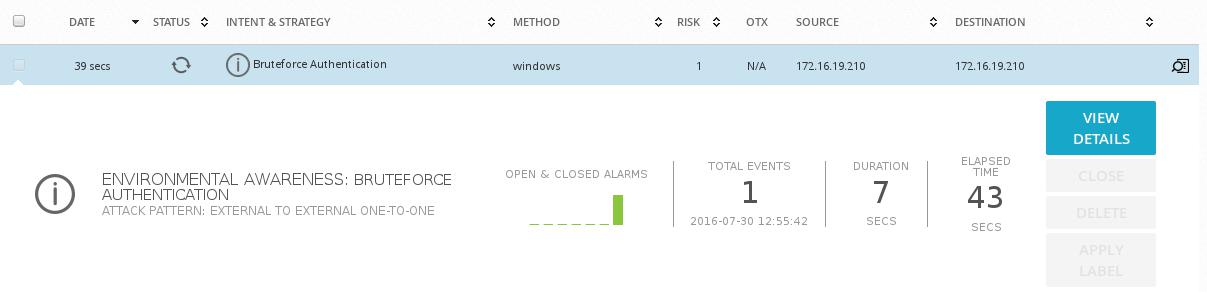 DATE STATUS INTENT & STRATEGY METHOD RISK OTX SOURCE DESTINATION
39 secs Bruteforce Authentication windows 1 N/A 172.16.19.210 172.16.19.210
VIEW
DETAILS
ENVIRONMENTAL AWARENESS: BRUTEFORCE
AUTHENTICATION
ATTACK PATTERN: EXTERNAL TO EXTERNAL ONE-TO-ONE
OPEN & CLOSED ALARMS
TOTAL EVENTS
1
2016-07-30 12:55:42
DURATION
7
SECS
ELAPSED
TIME
43
SECS
CLOSE
DELETE
APPLY
LABEL